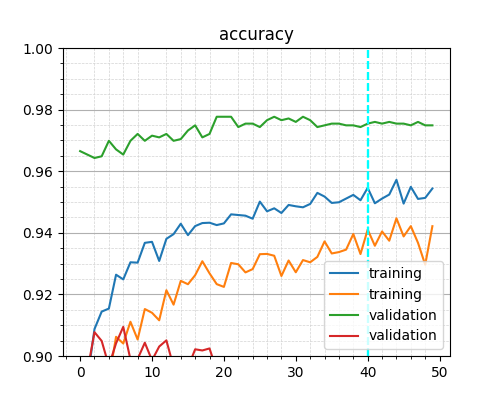 accuracy
1.00
0.98
0.96
0.94
0.92
0.90
training
training
validation
validation
0 10 20 30 40 50